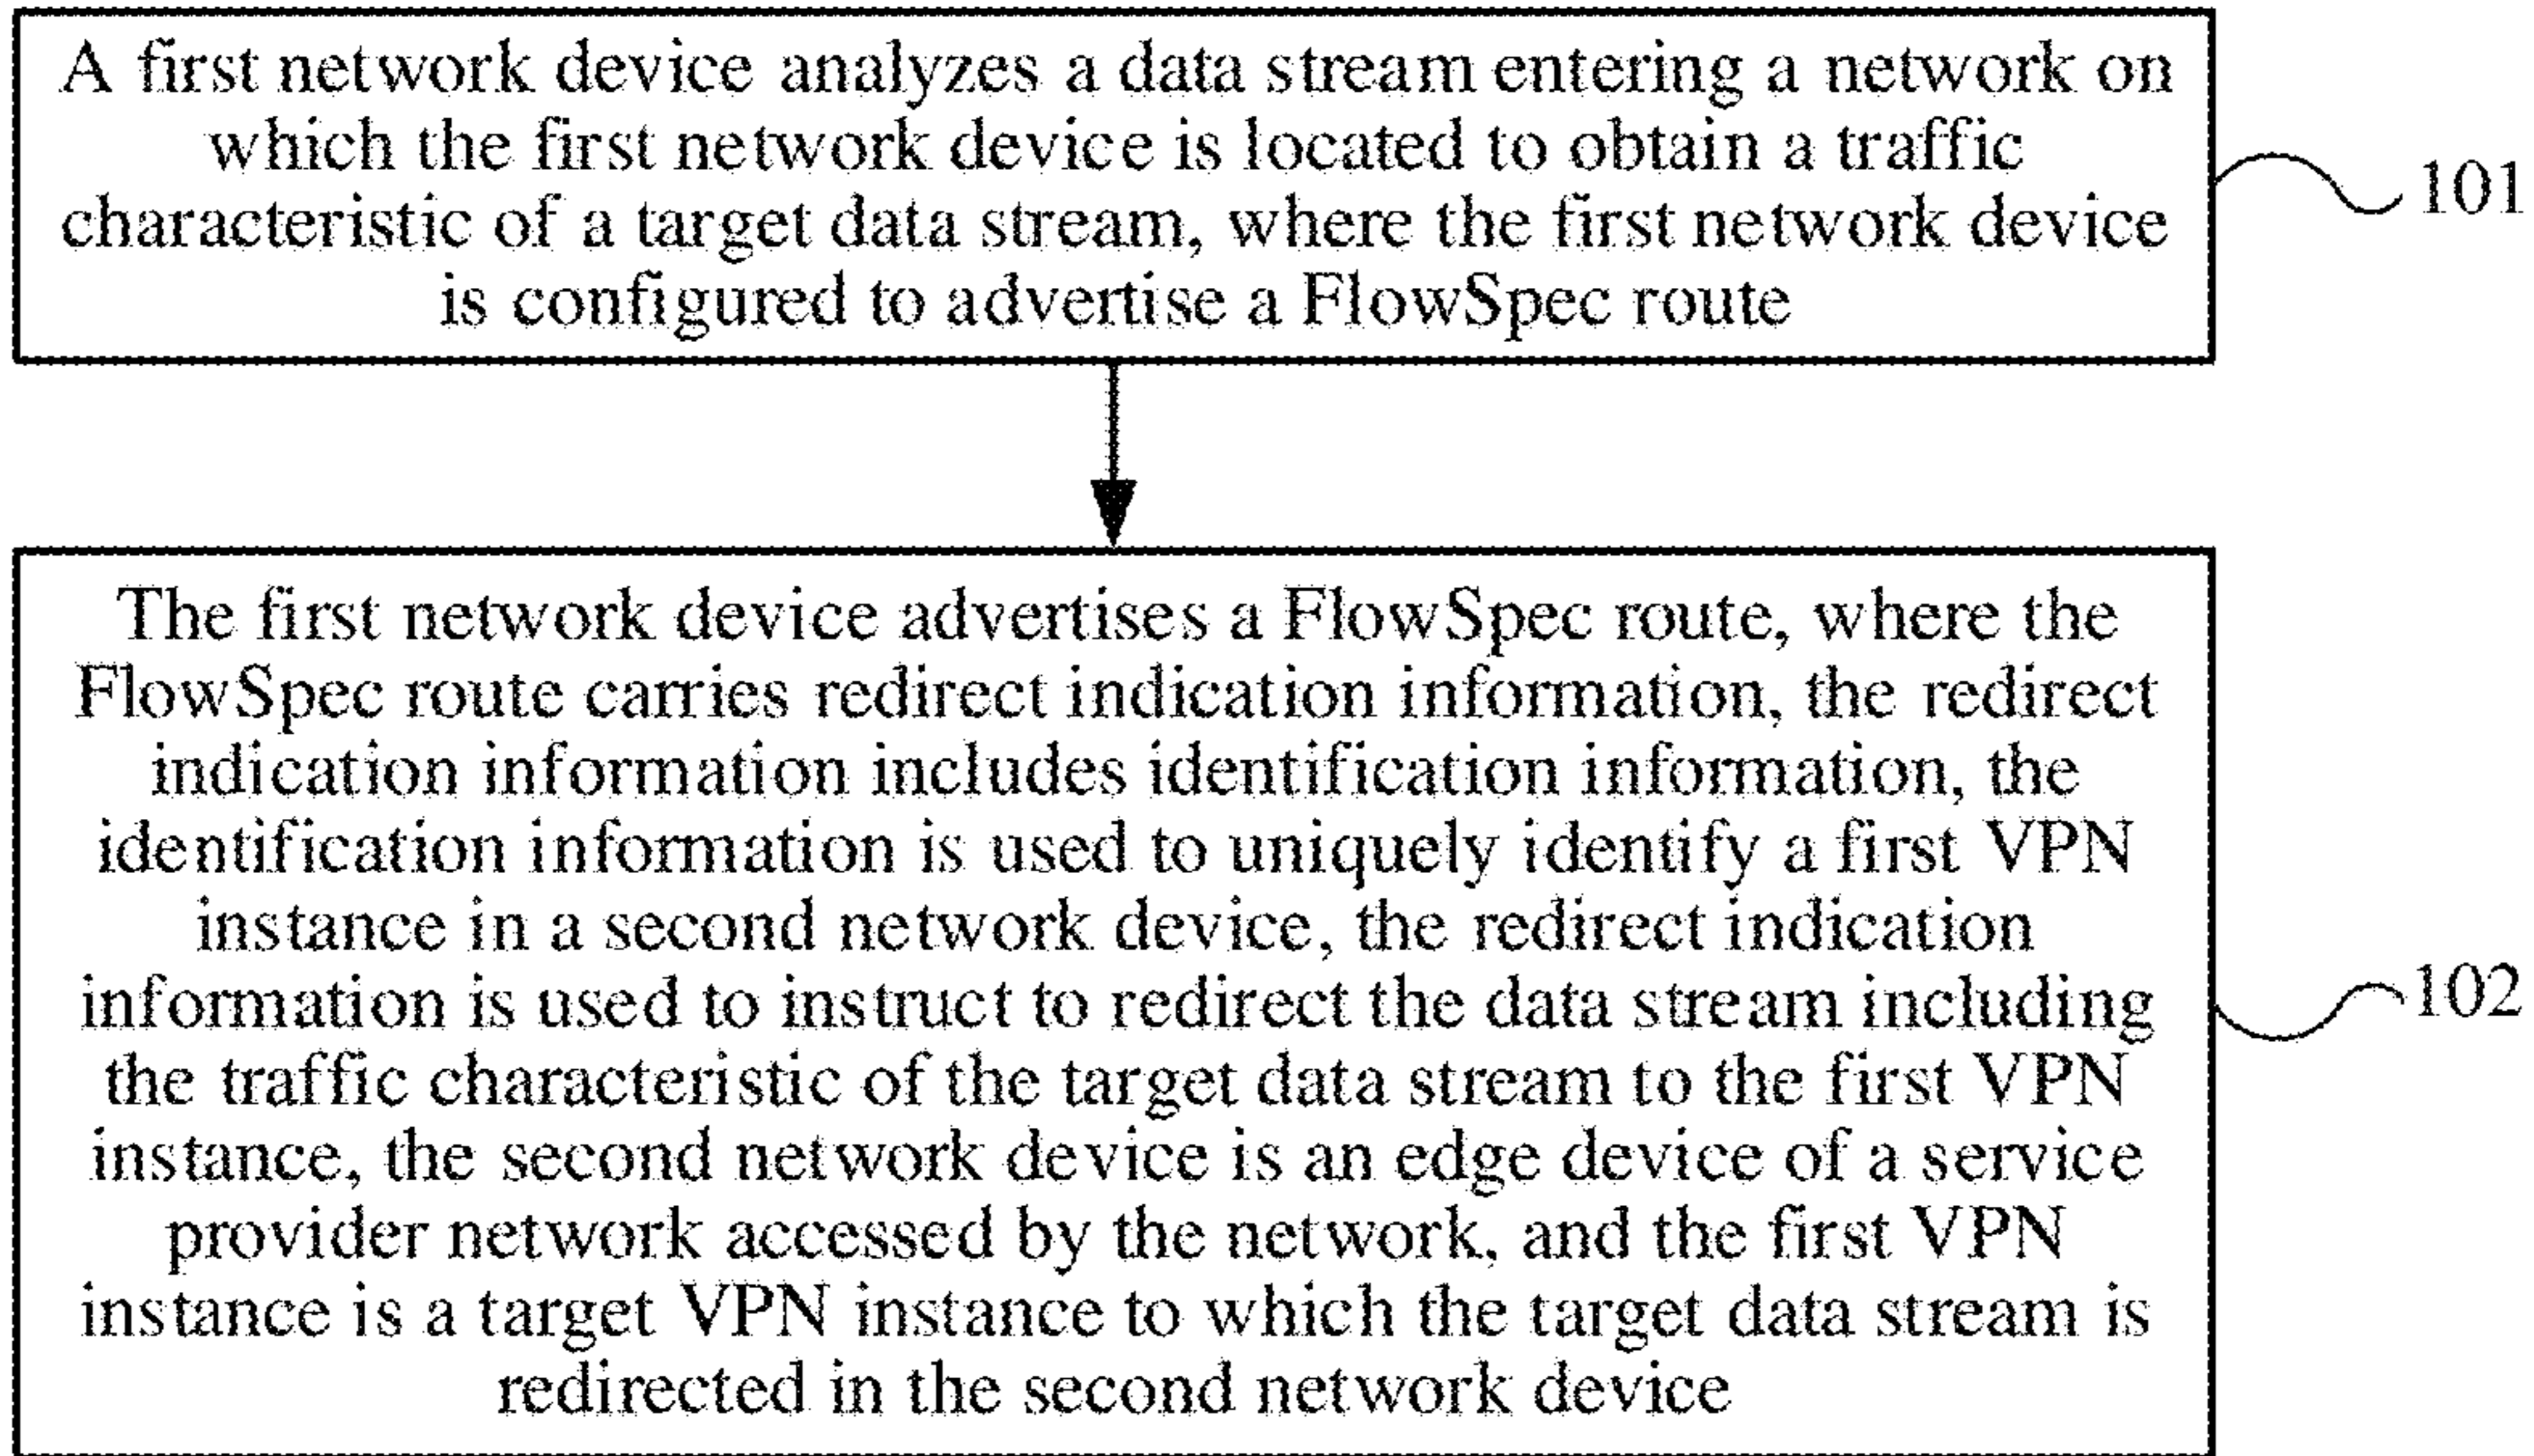 A first network device analyzes a data stream entering a network on
which the first network device is located to obtain a traffic
characteristic of a target data stream, where the first network device
is configured to advertise a FlowSpec route
101
The first network device advertises a FlowSpec route, where the
FlowSpec route carries redirect indication information, the redirect
indication information includes identification information, the
identification information is used to uniquely identify a first VPN
instance in a second network device, the redirect indication
information is used to instruct to redirect the data stream including
the traffic characteristic of the target data stream to the first VPN
instance, the second network device is an edge device of a service
provider network accessed by the network, and the first VPN
instance is a target VPN instance to which the target data stream is
redirected in the second network device
102